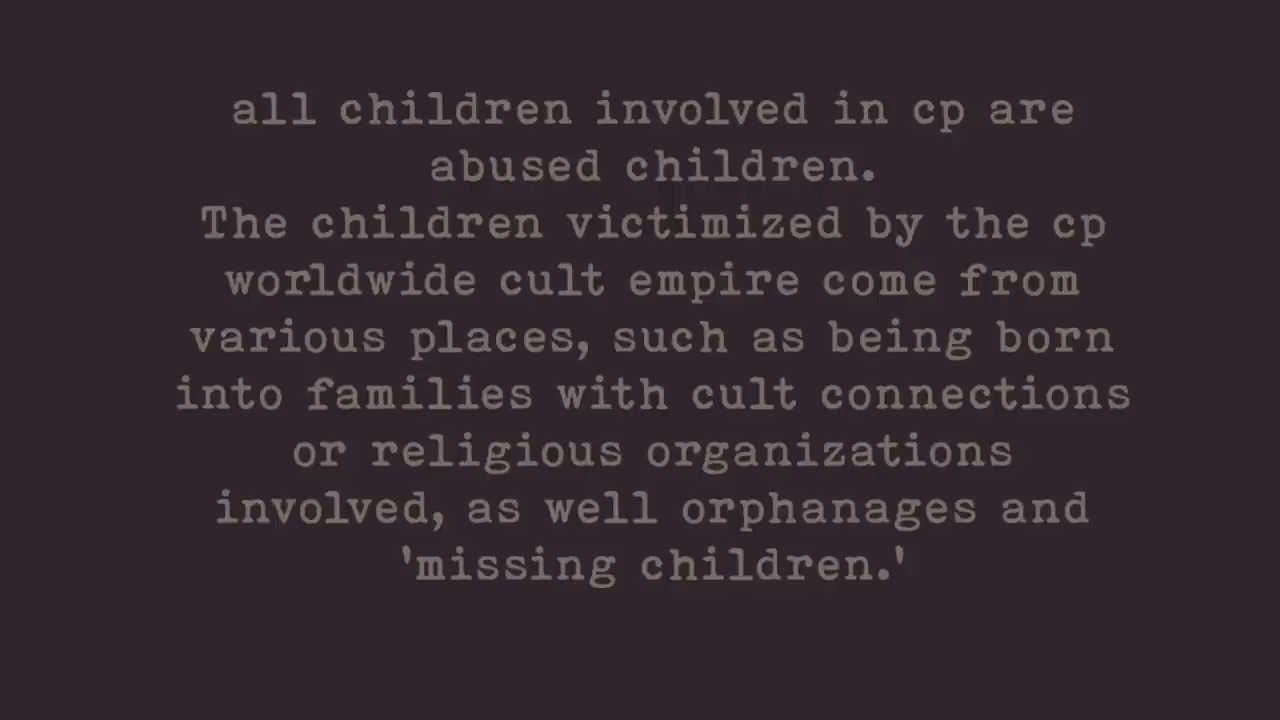 all children involved in cp are
abused children.
The children victimized by the cp
worldwide cult empire come from
various places, such as being born
into families with cult connections
or religious organizations
involved, as well orphanages and
'missing children.'